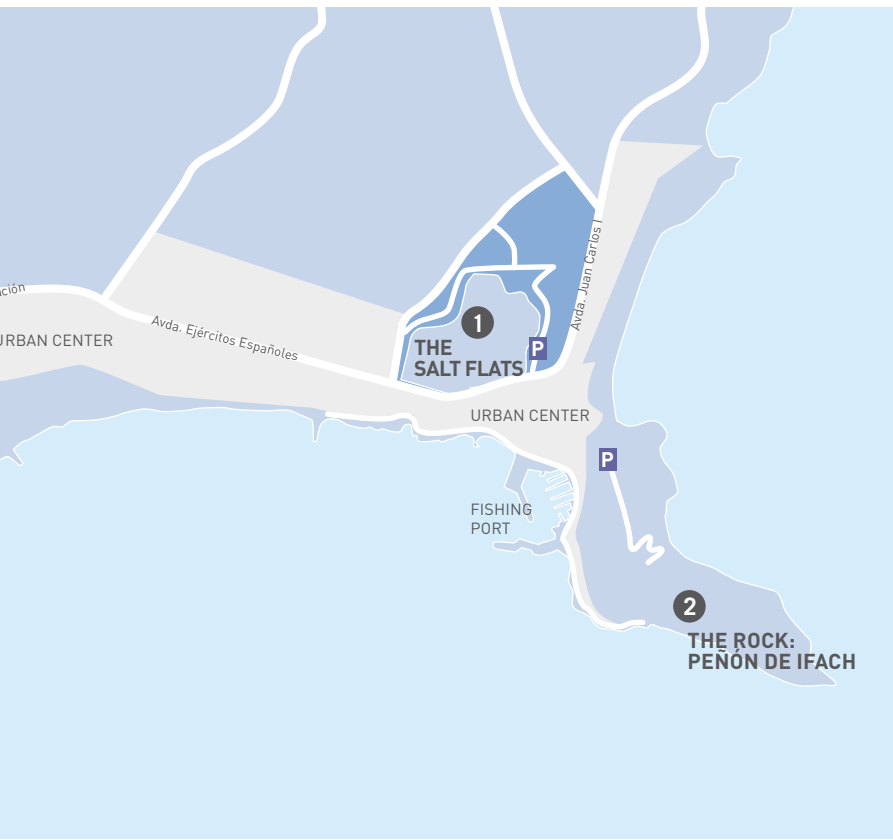 Avda. Juan Carlos I
ción
Avda. Ejércitos Españoles
1
URBAN CENTER
THE
SALT FLATS
P
URBAN CENTER
P
FISHING
PORT
2
THE ROCK:
PEÑÓN DE IFACH